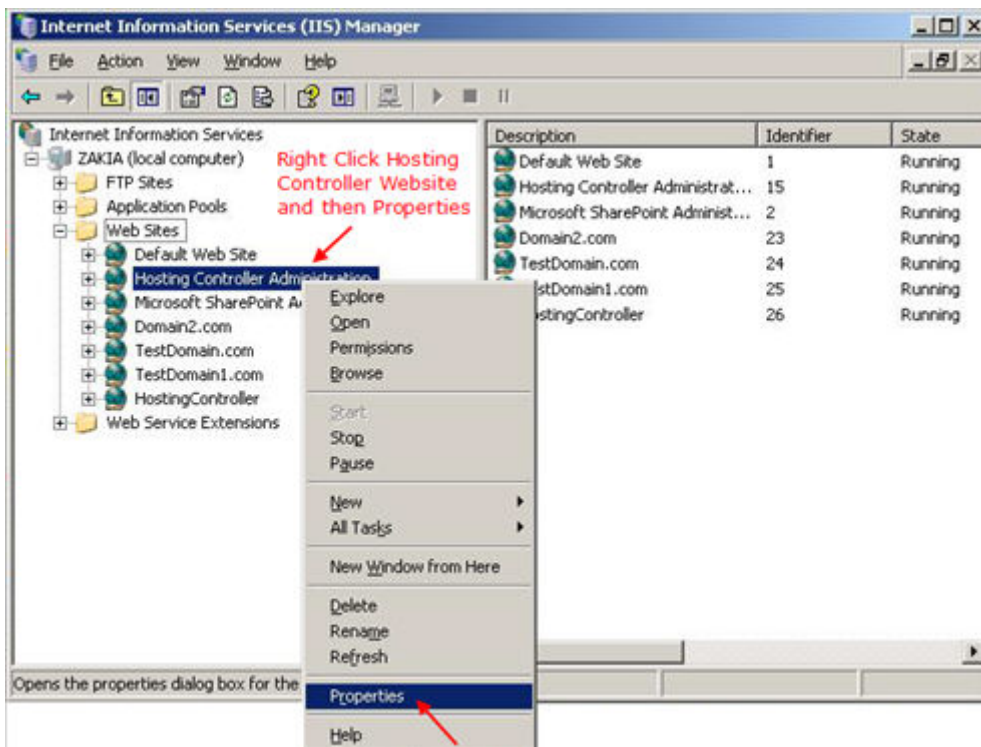 Internet Information Services (IIS) Manager
File Action View Window Help
Internet Information Services
ZAKIA (local computer)
FTP Sites
Application Pools
Web Sites
Default Web Site
Hosting Controller Administration
Microsoft SharePoint A
Domain2.com
TestDomain.com
TestDomain1.com
HostingController
Web Service Extensions
Right Click Hosting
Controller Website
and then Properties
Description Identifier State
Default Web Site 1 Running
Hosting Controller Administrat... 15 Running
Microsoft SharePoint Administ... 2 Running
Domain2.com 23 Running
TestDomain.com 24 Running
stDomain1.com 25 Running
stingController 26 Running
Explore
Open
Permissions
Browse
Start
Stop
Pause
New
All Tasks
New Window from Here
Delete
Rename
Refresh
Properties
Help
Opens the properties dialog box for the